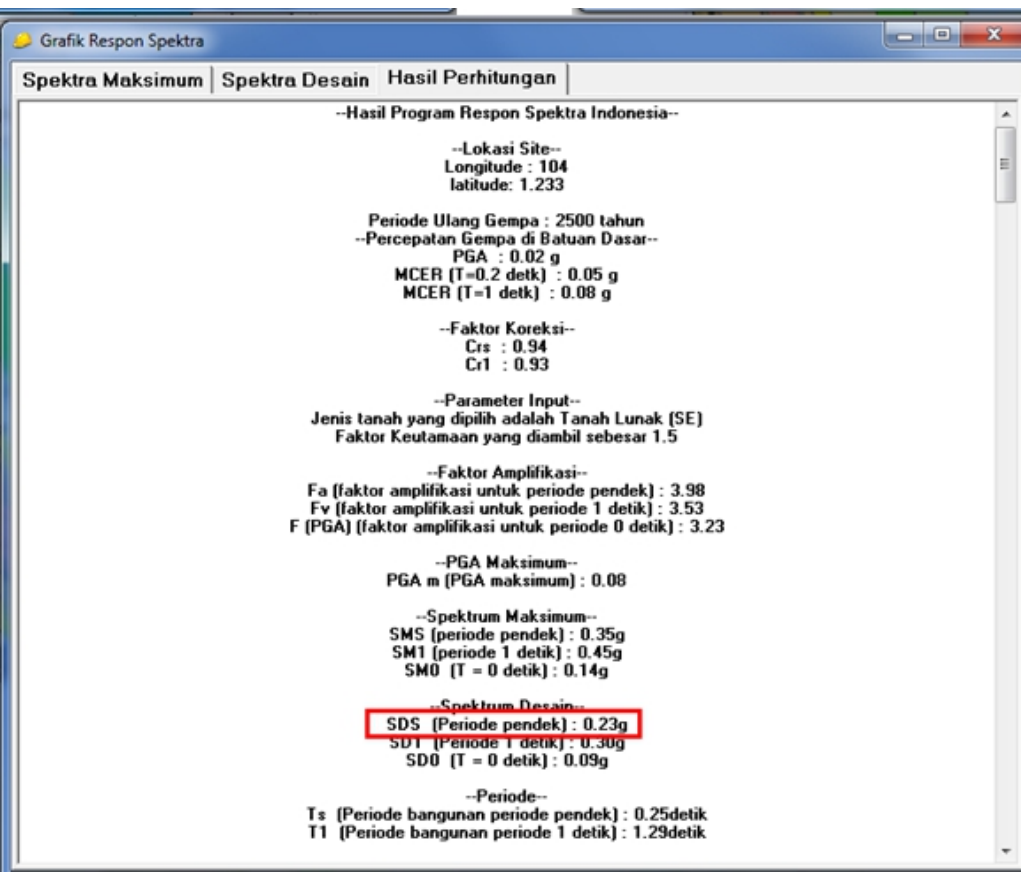 Grafik Respon Spektra
Spektra Maksimum Spektra Desain Hasil Perhitungan
--Hasil Program Respon Spektra Indonesia--
--Lokasi Site--
Longitude : 104
latitude: 1.233
Periode Ulang Gempa : 2500 tahun
--Percepatan Gempa di Batuan Dasar--
PGA : 0.02 g
MCER (T=0.2 detk) : 0.05 g
MCER (T=1 detk) : 0.08 g
--Faktor Koreksi--
Crs : 0.94
Cr1 : 0.93
--Parameter Input--
Jenis tanah yang dipilih adalah Tanah Lunak (SE)
Faktor Keutamaan yang diambil sebesar 1.5
--Faktor Amplifikasi--
Fa (faktor amplifikasi untuk periode pendek) : 3.98
Fv (faktor amplifikasi untuk periode 1 detik) : 3.53
F (PGA) (faktor amplifikasi untuk periode 0 detik) : 3.23
--PGA Maksimum--
PGA m (PGA maksimum) : 0.08
--Spektrum Maksimum--
SMS (periode pendek) : 0.35g
SM1 (periode 1 detik) : 0.45g
SM0 (T = 0 detik) : 0.14g
--Spektrum Desain--
SDS (Periode pendek) : 0.23g
SD1 (Periode 1 detik) : 0.30g
SD0 (T = 0 detik) : 0.09g
--Periode--
Ts (Periode bangunan periode pendek) : 0.25detik
T1 (Periode bangunan periode 1 detik) : 1.29detik